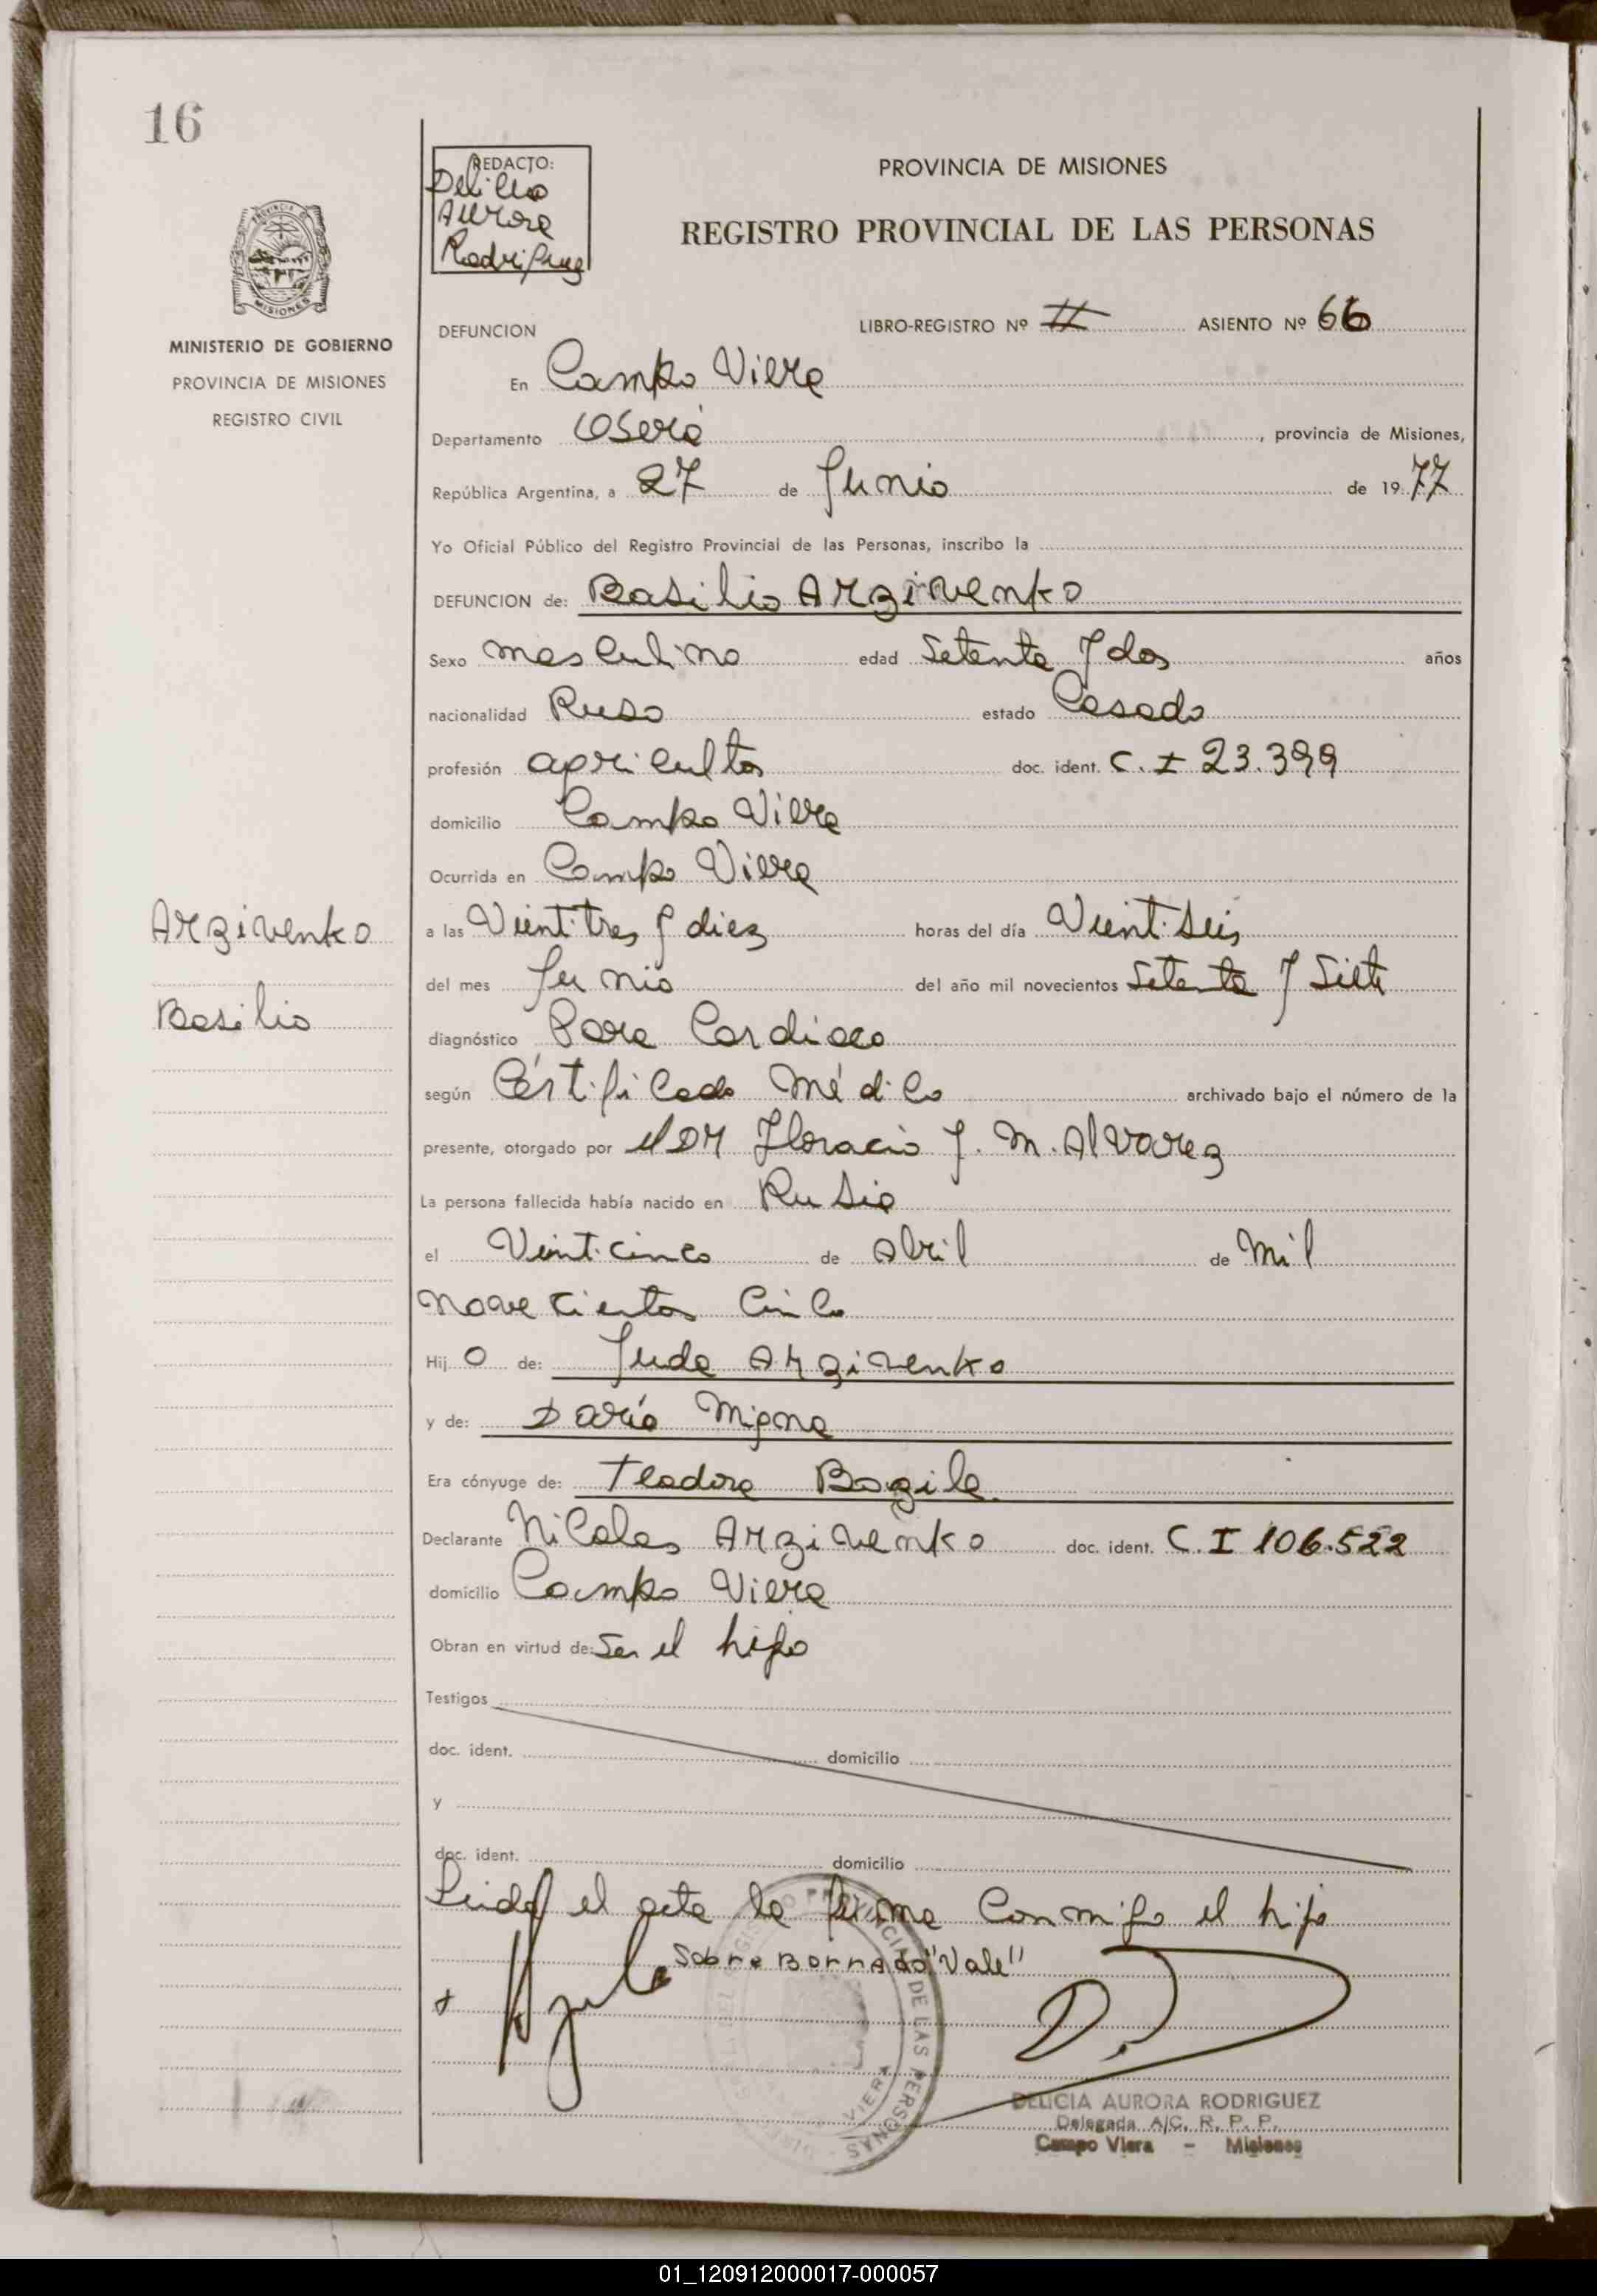 16
REDACTO:
Delicia
Aurora
Rodriguez
PROVINCIA DE MISIONES
REGISTRO PROVINCIAL DE LAS PERSONAS
MISIONES
MINISTERIO DE GOBIERNO
PROVINCIA DE MISIONES
REGISTRO CIVIL
DEFUNCION
LIBRO-REGISTRO Nº II ASIENTO Nº 66
En Campo Viera
Departamento Oberá, provincia de Misiones,
República Argentina, a 27 de Junio de 1977
Yo Oficial Público del Registro Provincial de las Personas, inscribo la
DEFUNCION de: Basilio Arzivenko
Sexo masculino edad Setenta y dos años
nacionalidad Ruso estado Casado
profesión agricultor doc. ident. C. I 23.399
domicilio Campo Viera
Ocurrida en Campo Viera
Arzivenko
Basilio
a las Vientitres y diez horas del día Vientiseis
del mes Junio del año mil novecientos Setenta y Siete
diagnóstico Paro Cardiaco
según Certificado Médico archivado bajo el número de la
presente, otorgado por el DR Horacio J. M. Alvarez
La persona fallecida había nacido en Rusia
el Veinticinco de Abril de Mil
novecientos Cinco
Hijo de: Juda Arzivenko
y de: Daría Migna
Era cónyuge de: Teodora Bogila
Declarante Nicolas Arzivenko doc. ident. C. I 106.522
domicilio Campo Viera
Obran en virtud de: Ser el hijo
Testigos
doc. ident. domicilio
y
doc. ident. domicilio
Leida el acta la firma Conmigo el hijo
Sobre Borrado "Vale"
DELICIA AURORA RODRIGUEZ
Delegada A/C. R. P. P.
Campo Viera - Misiones
01_120912000017-000057